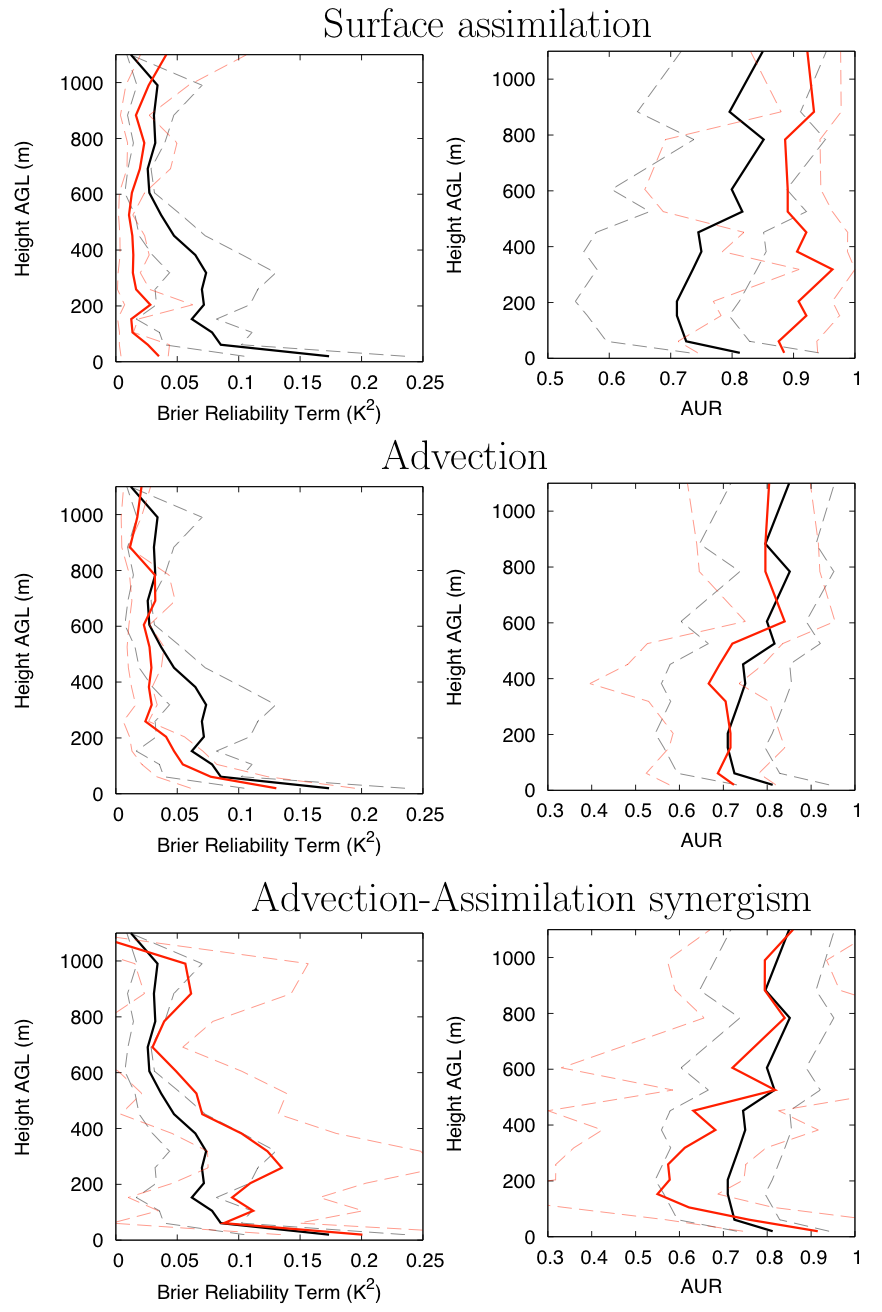 Surface assimilation
Height AGL (m)
1000
800
600
400
200
0
0 0.05 0.1 0.15 0.2 0.25
Brier Reliability Term (K2)
Height AGL (m)
1000
800
600
400
200
0
0.5 0.6 0.7 0.8 0.9 1
AUR
Advection
Height AGL (m)
1000
800
600
400
200
0
0 0.05 0.1 0.15 0.2 0.25
Brier Reliability Term (K2)
Height AGL (m)
1000
800
600
400
200
0
0.3 0.4 0.5 0.6 0.7 0.8 0.9 1
AUR
Advection-Assimilation synergism
Height AGL (m)
1000
800
600
400
200
0
0 0.05 0.1 0.15 0.2 0.25
Brier Reliability Term (K2)
Height AGL (m)
1000
800
600
400
200
0
0.3 0.4 0.5 0.6 0.7 0.8 0.9 1
AUR